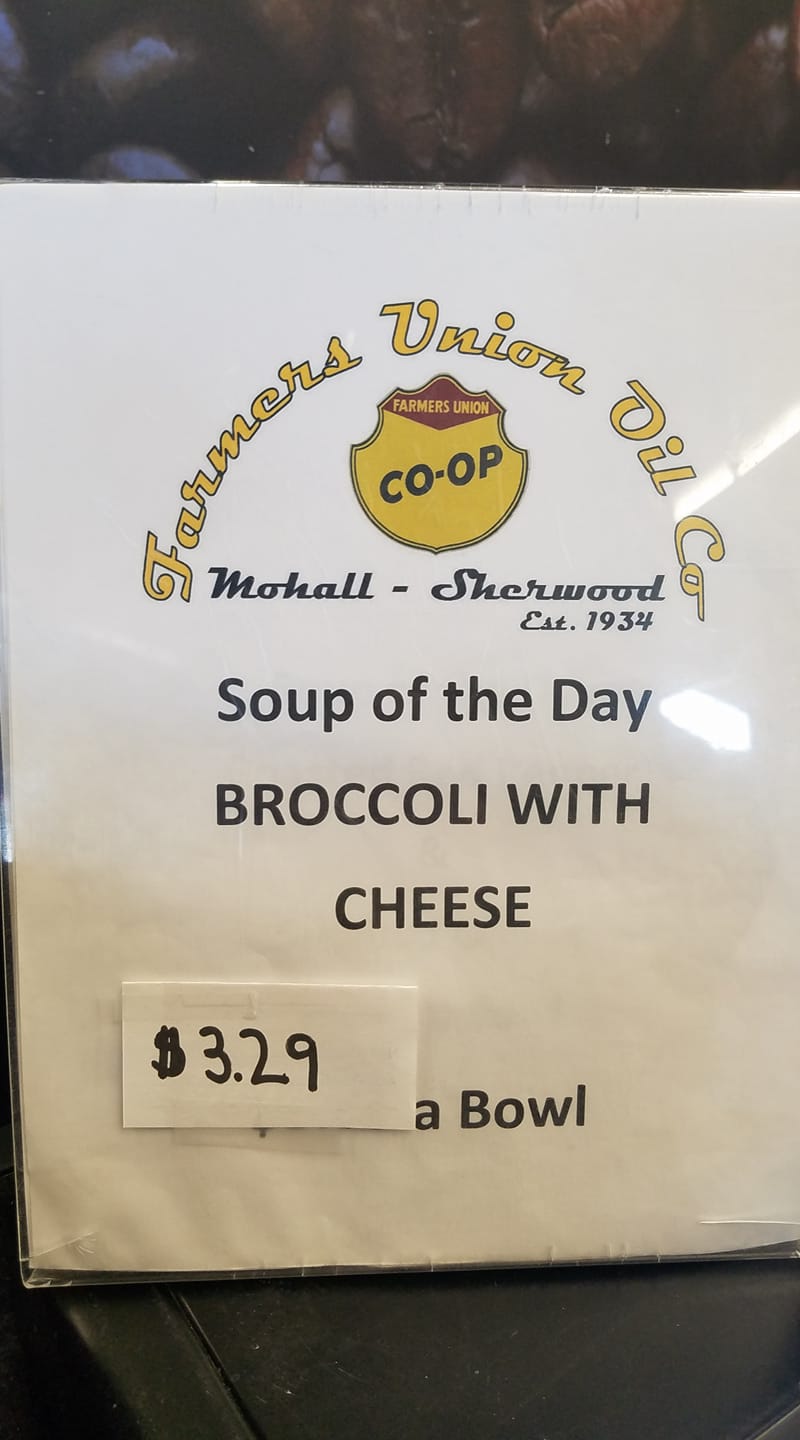 Farmers Union Oil Co
FARMERS UNION
CO-OP
Mohall - Sherwood
Est. 1934
Soup of the Day
BROCCOLI WITH
CHEESE
$3.29
a Bowl